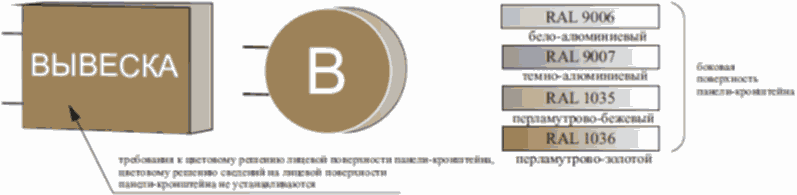 ВЫВЕСКА
В
RAL 9006
бело-алюминиевый
RAL 9007
темно-алюминиевый
RAL 1035
перламутрово-бежевый
RAL 1036
перламутрово-золотой
боковая
поверхность
панели-кронштейна
требования к цветовому решению лицевой поверхности панели-кронштейна,
цветовому решению сведений на лицевой поверхности
панели-кронштейна не устанавливаются